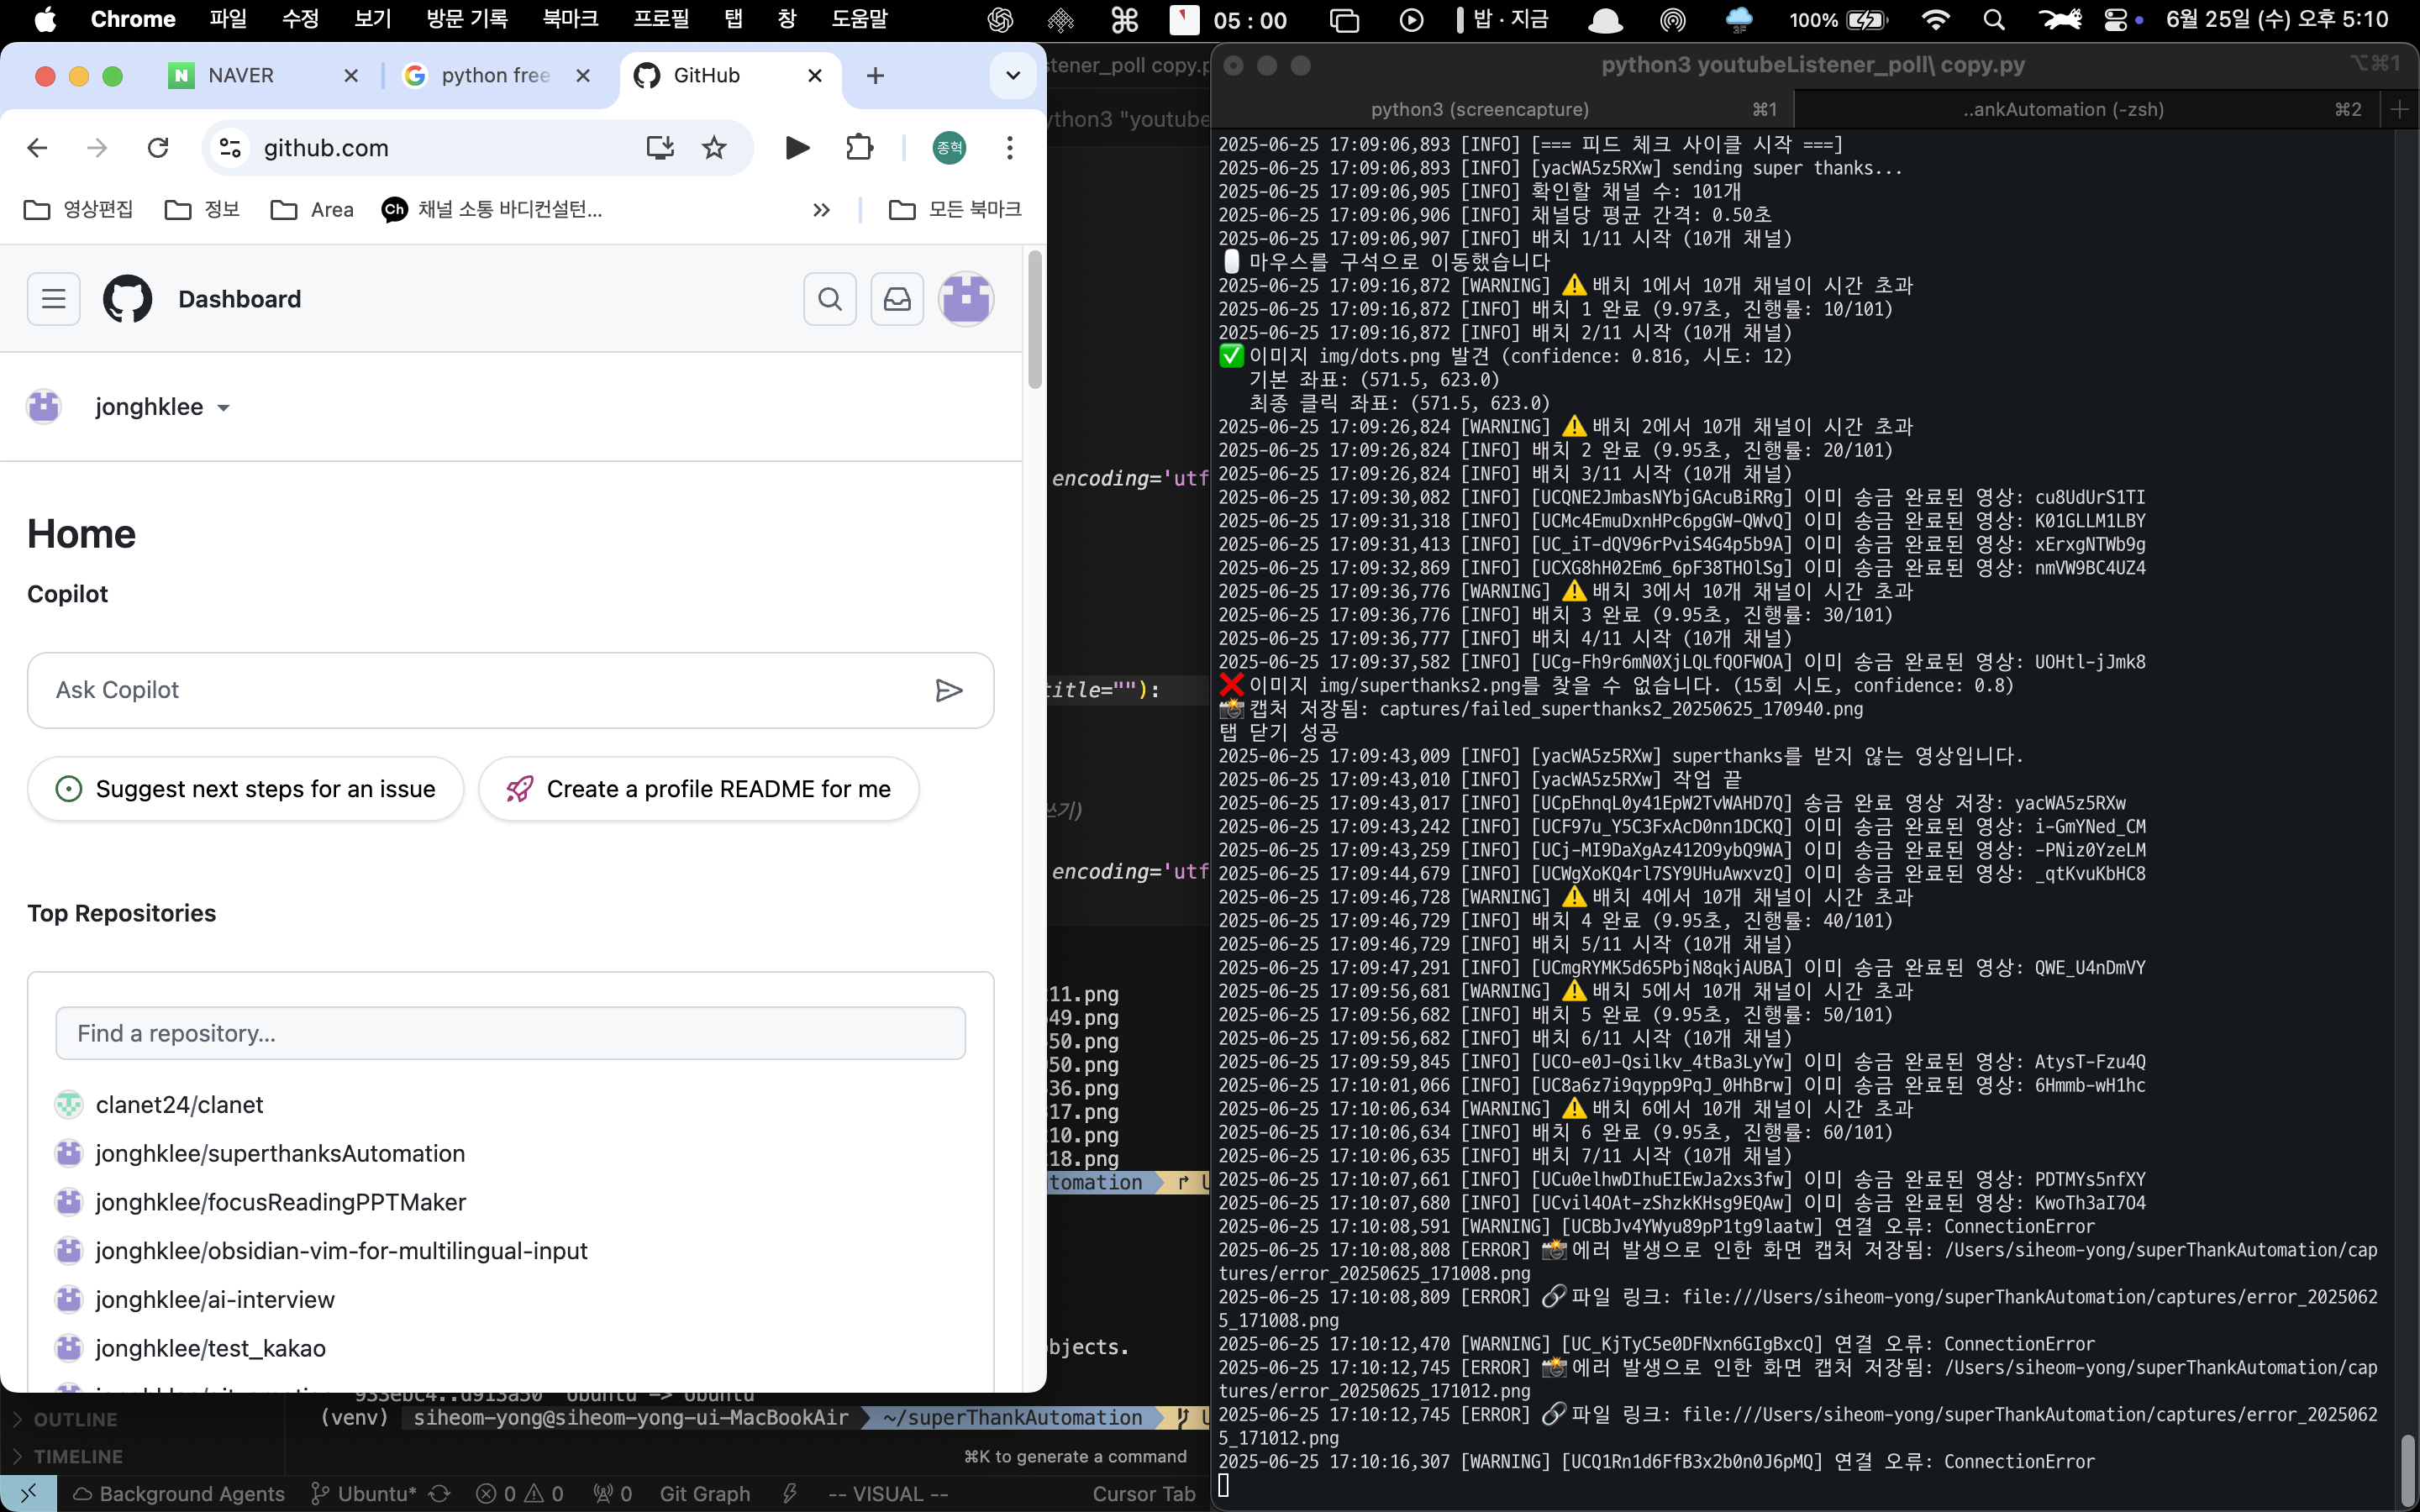 Chrome 파일 수정 보기 방문 기록 북마크 프로필 탭 창 도움말 05 : 00 밥 · 지금 100% 6월 25일 (수) 오후 5:10
NAVER
python free
GitHub
github.com
종혁
영상편집 정보 Area Ch 채널 소통 바디컨설턴... » 모든 북마크
Dashboard
jonghklee
Home
Copilot
Ask Copilot
Suggest next steps for an issue
Create a profile README for me
Top Repositories
Find a repository...
clanet24/clanet
jonghklee/superthanksAutomation
jonghklee/focusReadingPPTMaker
jonghklee/obsidian-vim-for-multilingual-input
jonghklee/ai-interview
jonghklee/test_kakao
stener_poll copy.p
ython3 "youtube
encoding='utf
title=""):
쓰기)
encoding='utf
11.png
49.png
50.png
50.png
36.png
17.png
10.png
18.png
tomation
bjects.
(venv) siheom-yong@siheom-yong-ui-MacBookAir ~/superThankAutomation
⌘K to generate a command
OUTLINE
TIMELINE
Background Agents Ubuntu* 0 0 0 Git Graph -- VISUAL -- Cursor Tab
python3 youtubeListener_poll\ copy.py ⌥⌘1
python3 (screencapture) ⌘1 ..ankAutomation (-zsh) ⌘2
2025-06-25 17:09:06,893 [INFO] [=== 피드 체크 사이클 시작 ===]
2025-06-25 17:09:06,893 [INFO] [yacWA5z5RXw] sending super thanks...
2025-06-25 17:09:06,905 [INFO] 확인할 채널 수: 101개
2025-06-25 17:09:06,906 [INFO] 채널당 평균 간격: 0.50초
2025-06-25 17:09:06,907 [INFO] 배치 1/11 시작 (10개 채널)
마우스를 구석으로 이동했습니다
2025-06-25 17:09:16,872 [WARNING] ⚠️ 배치 1에서 10개 채널이 시간 초과
2025-06-25 17:09:16,872 [INFO] 배치 1 완료 (9.97초, 진행률: 10/101)
2025-06-25 17:09:16,872 [INFO] 배치 2/11 시작 (10개 채널)
✅ 이미지 img/dots.png 발견 (confidence: 0.816, 시도: 12)
기본 좌표: (571.5, 623.0)
최종 클릭 좌표: (571.5, 623.0)
2025-06-25 17:09:26,824 [WARNING] ⚠️ 배치 2에서 10개 채널이 시간 초과
2025-06-25 17:09:26,824 [INFO] 배치 2 완료 (9.95초, 진행률: 20/101)
2025-06-25 17:09:26,824 [INFO] 배치 3/11 시작 (10개 채널)
2025-06-25 17:09:30,082 [INFO] [UCQNE2JmbasNYbjGAcuBiRRg] 이미 송금 완료된 영상: cu8UdUrS1TI
2025-06-25 17:09:31,318 [INFO] [UCMc4EmuDxnHPc6pgGW-QWvQ] 이미 송금 완료된 영상: K01GLLM1LBY
2025-06-25 17:09:31,413 [INFO] [UC_iT-dQV96rPviS4G4p5b9A] 이미 송금 완료된 영상: xErxgNTWb9g
2025-06-25 17:09:32,869 [INFO] [UCXG8hH02Em6_6pF38THOlSg] 이미 송금 완료된 영상: nmVW9BC4UZ4
2025-06-25 17:09:36,776 [WARNING] ⚠️ 배치 3에서 10개 채널이 시간 초과
2025-06-25 17:09:36,776 [INFO] 배치 3 완료 (9.95초, 진행률: 30/101)
2025-06-25 17:09:36,777 [INFO] 배치 4/11 시작 (10개 채널)
2025-06-25 17:09:37,582 [INFO] [UCg-Fh9r6mN0XjLQLfQOFWOA] 이미 송금 완료된 영상: UOHtl-jJmk8
❌ 이미지 img/superthanks2.png를 찾을 수 없습니다. (15회 시도, confidence: 0.8)
📸 캡처 저장됨: captures/failed_superthanks2_20250625_170940.png
탭 닫기 성공
2025-06-25 17:09:43,009 [INFO] [yacWA5z5RXw] superthanks를 받지 않는 영상입니다.
2025-06-25 17:09:43,010 [INFO] [yacWA5z5RXw] 작업 끝
2025-06-25 17:09:43,017 [INFO] [UCpEhnqL0y41EpW2TvWAHD7Q] 송금 완료 영상 저장: yacWA5z5RXw
2025-06-25 17:09:43,242 [INFO] [UCF97u_Y5C3FxAcD0nn1DCKQ] 이미 송금 완료된 영상: i-GmYNed_CM
2025-06-25 17:09:43,259 [INFO] [UCj-MI9DaXgAz412O9ybQ9WA] 이미 송금 완료된 영상: -PNiz0YzeLM
2025-06-25 17:09:44,679 [INFO] [UCWgXoKQ4rl7SY9UHuAwxvzQ] 이미 송금 완료된 영상: _qtKvuKbHC8
2025-06-25 17:09:46,728 [WARNING] ⚠️ 배치 4에서 10개 채널이 시간 초과
2025-06-25 17:09:46,729 [INFO] 배치 4 완료 (9.95초, 진행률: 40/101)
2025-06-25 17:09:46,729 [INFO] 배치 5/11 시작 (10개 채널)
2025-06-25 17:09:47,291 [INFO] [UCmgRYMK5d65PbjN8qkjAUBA] 이미 송금 완료된 영상: QWE_U4nDmVY
2025-06-25 17:09:56,681 [WARNING] ⚠️ 배치 5에서 10개 채널이 시간 초과
2025-06-25 17:09:56,682 [INFO] 배치 5 완료 (9.95초, 진행률: 50/101)
2025-06-25 17:09:56,682 [INFO] 배치 6/11 시작 (10개 채널)
2025-06-25 17:09:59,845 [INFO] [UCO-e0J-Qsilkv_4tBa3LyYw] 이미 송금 완료된 영상: AtysT-Fzu4Q
2025-06-25 17:10:01,066 [INFO] [UC8a6z7i9qypp9PqJ_0HhBrw] 이미 송금 완료된 영상: 6Hmmb-wH1hc
2025-06-25 17:10:06,634 [WARNING] ⚠️ 배치 6에서 10개 채널이 시간 초과
2025-06-25 17:10:06,634 [INFO] 배치 6 완료 (9.95초, 진행률: 60/101)
2025-06-25 17:10:06,635 [INFO] 배치 7/11 시작 (10개 채널)
2025-06-25 17:10:07,661 [INFO] [UCu0elhwDIhuEIEwJa2xs3fw] 이미 송금 완료된 영상: PDTMYs5nfXY
2025-06-25 17:10:07,680 [INFO] [UCvil4OAt-zShzkKHsg9EQAw] 이미 송금 완료된 영상: KwoTh3aI7O4
2025-06-25 17:10:08,591 [WARNING] [UCBbJv4YWyu89pP1tg9laatw] 연결 오류: ConnectionError
2025-06-25 17:10:08,808 [ERROR] 📸 에러 발생으로 인한 화면 캡처 저장됨: /Users/siheom-yong/superThankAutomation/cap
tures/error_20250625_171008.png
2025-06-25 17:10:08,809 [ERROR] 🔗 파일 링크: file:///Users/siheom-yong/superThankAutomation/captures/error_2025062
5_171008.png
2025-06-25 17:10:12,470 [WARNING] [UC_KjTyC5e0DFNxn6GIgBxcQ] 연결 오류: ConnectionError
2025-06-25 17:10:12,745 [ERROR] 📸 에러 발생으로 인한 화면 캡처 저장됨: /Users/siheom-yong/superThankAutomation/cap
tures/error_20250625_171012.png
2025-06-25 17:10:12,745 [ERROR] 🔗 파일 링크: file:///Users/siheom-yong/superThankAutomation/captures/error_2025062
5_171012.png
2025-06-25 17:10:16,307 [WARNING] [UCQ1Rn1d6FfB3x2b0n0J6pMQ] 연결 오류: ConnectionError